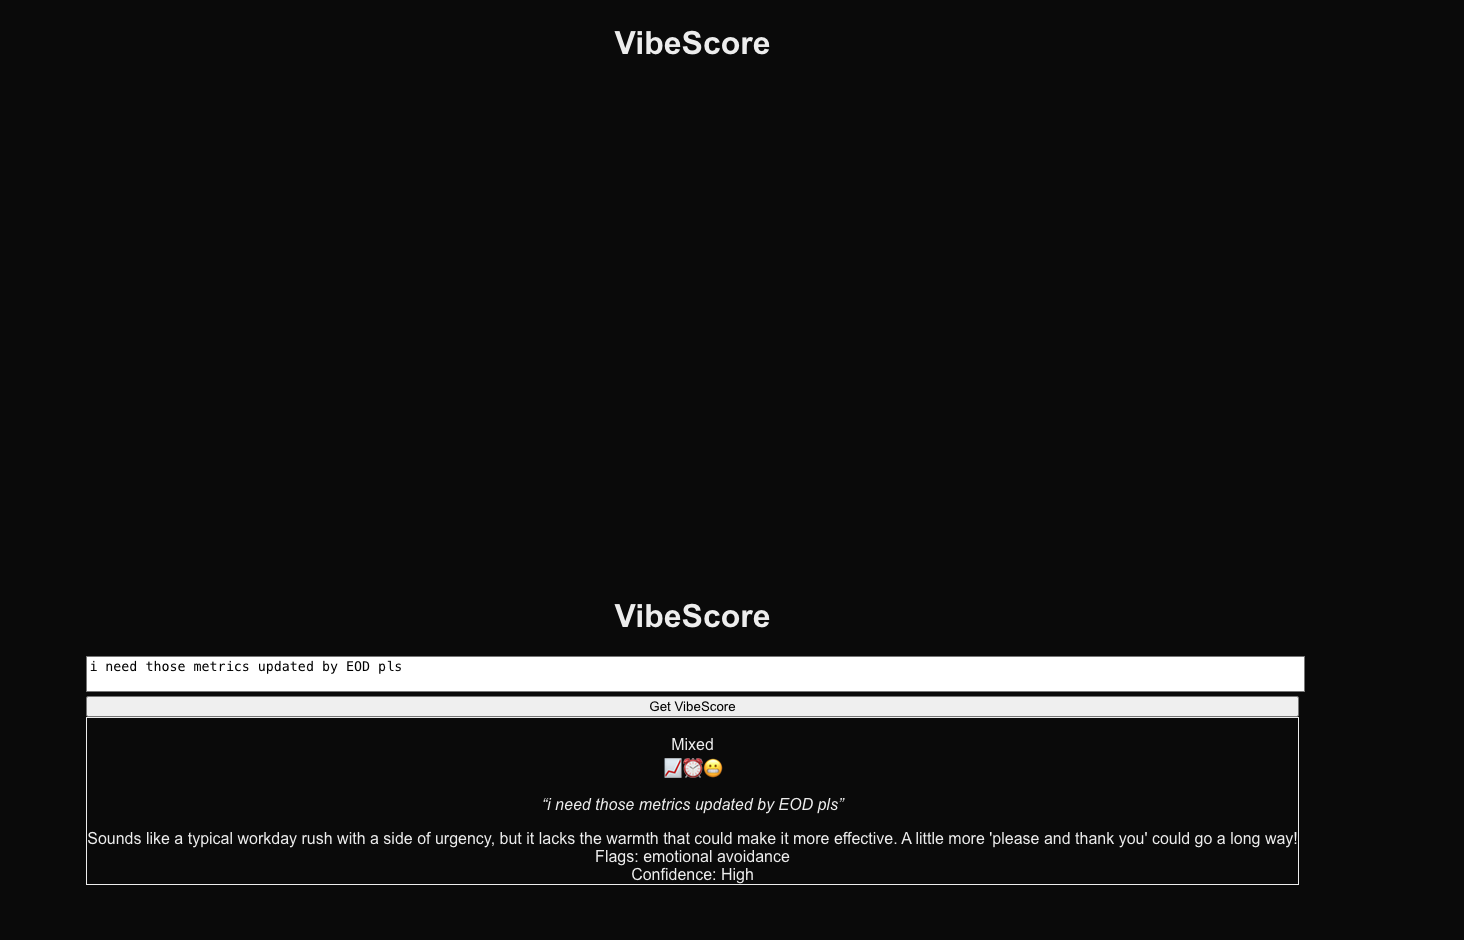 VibeScore
VibeScore
i need those metrics updated by EOD pls
Get VibeScore
Mixed
📈⏰😬
“i need those metrics updated by EOD pls”
Sounds like a typical workday rush with a side of urgency, but it lacks the warmth that could make it more effective. A little more 'please and thank you' could go a long way!
Flags: emotional avoidance
Confidence: High